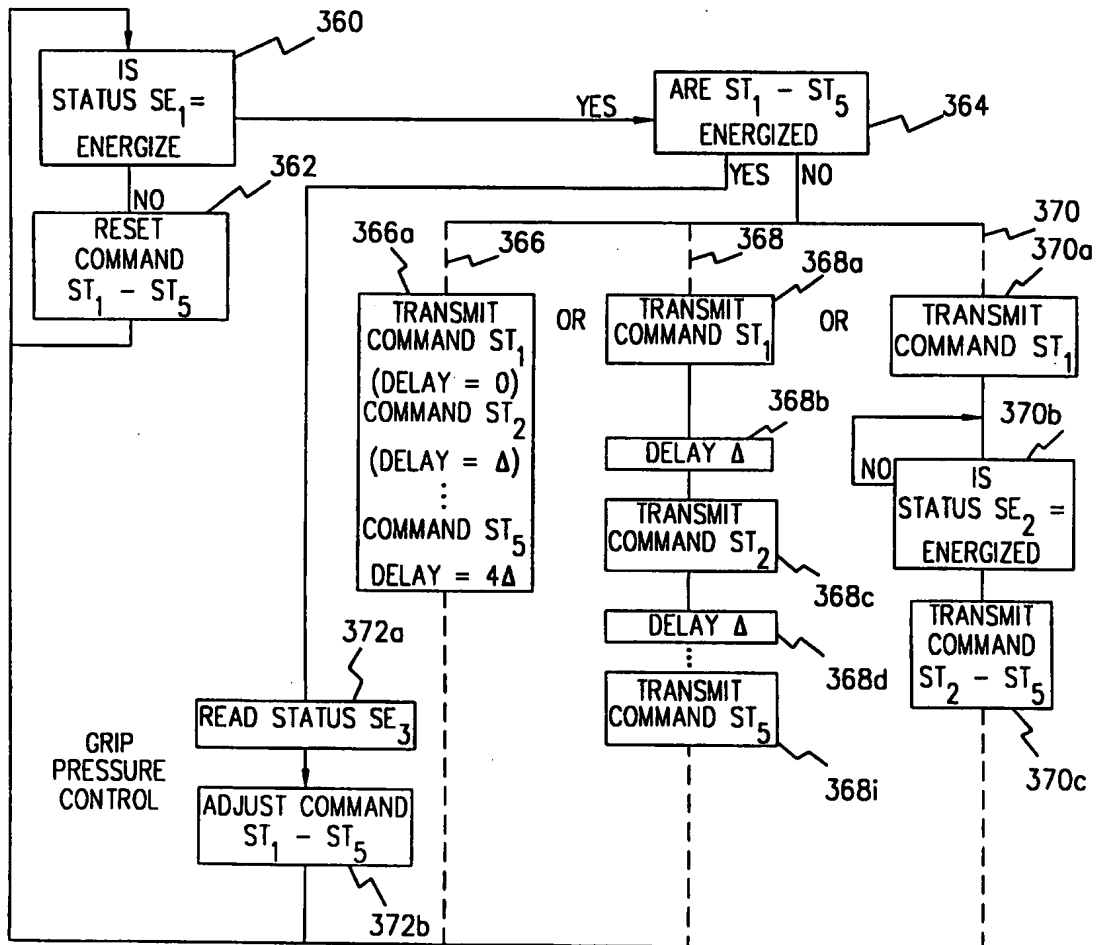 360
IS
STATUS SE1 =
ENERGIZE
YES
ARE ST1 - ST5
ENERGIZED
364
NO
362
RESET
COMMAND
ST1 - ST5
YES
NO
366a
366
368
368a
370
370a
TRANSMIT
COMMAND ST1
(DELAY = 0)
COMMAND ST2
(DELAY = Δ)
⋮
COMMAND ST5
DELAY = 4Δ
OR
TRANSMIT
COMMAND ST1
OR
TRANSMIT
COMMAND ST1
368b
DELAY Δ
370b
NO
IS
STATUS SE2 =
ENERGIZED
TRANSMIT
COMMAND ST2
368c
DELAY Δ
⋮
368d
TRANSMIT
COMMAND ST5
368i
TRANSMIT
COMMAND
ST2 - ST5
370c
372a
READ STATUS SE3
GRIP
PRESSURE
CONTROL
ADJUST COMMAND
ST1 - ST5
372b